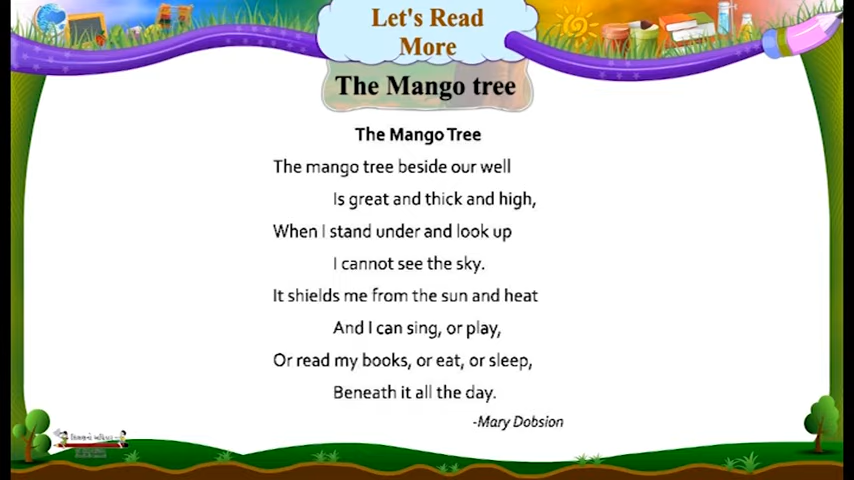 Let's Read
More
The Mango tree
The Mango Tree
The mango tree beside our well
Is great and thick and high,
When I stand under and look up
I cannot see the sky.
It shields me from the sun and heat
And I can sing, or play,
Or read my books, or eat, or sleep,
Beneath it all the day.
-Mary Dobsion